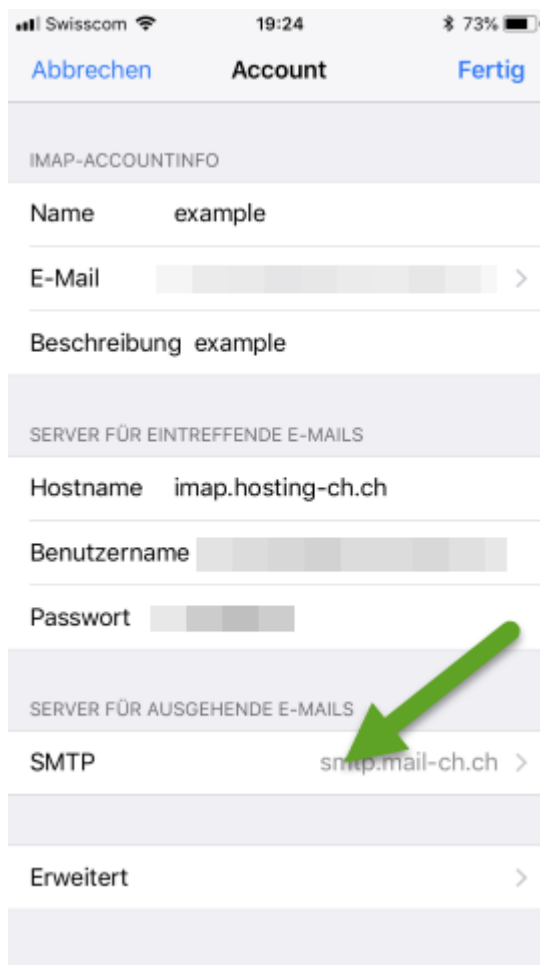 Swisscom 19:24 73%
Abbrechen Account Fertig
IMAP-ACCOUNTINFO
Name example
E-Mail
Beschreibung example
SERVER FÜR EINTREFFENDE E-MAILS
Hostname imap.hosting-ch.ch
Benutzername
Passwort
SERVER FÜR AUSGEHENDE E-MAILS
SMTP smtp.mail-ch.ch
Erweitert